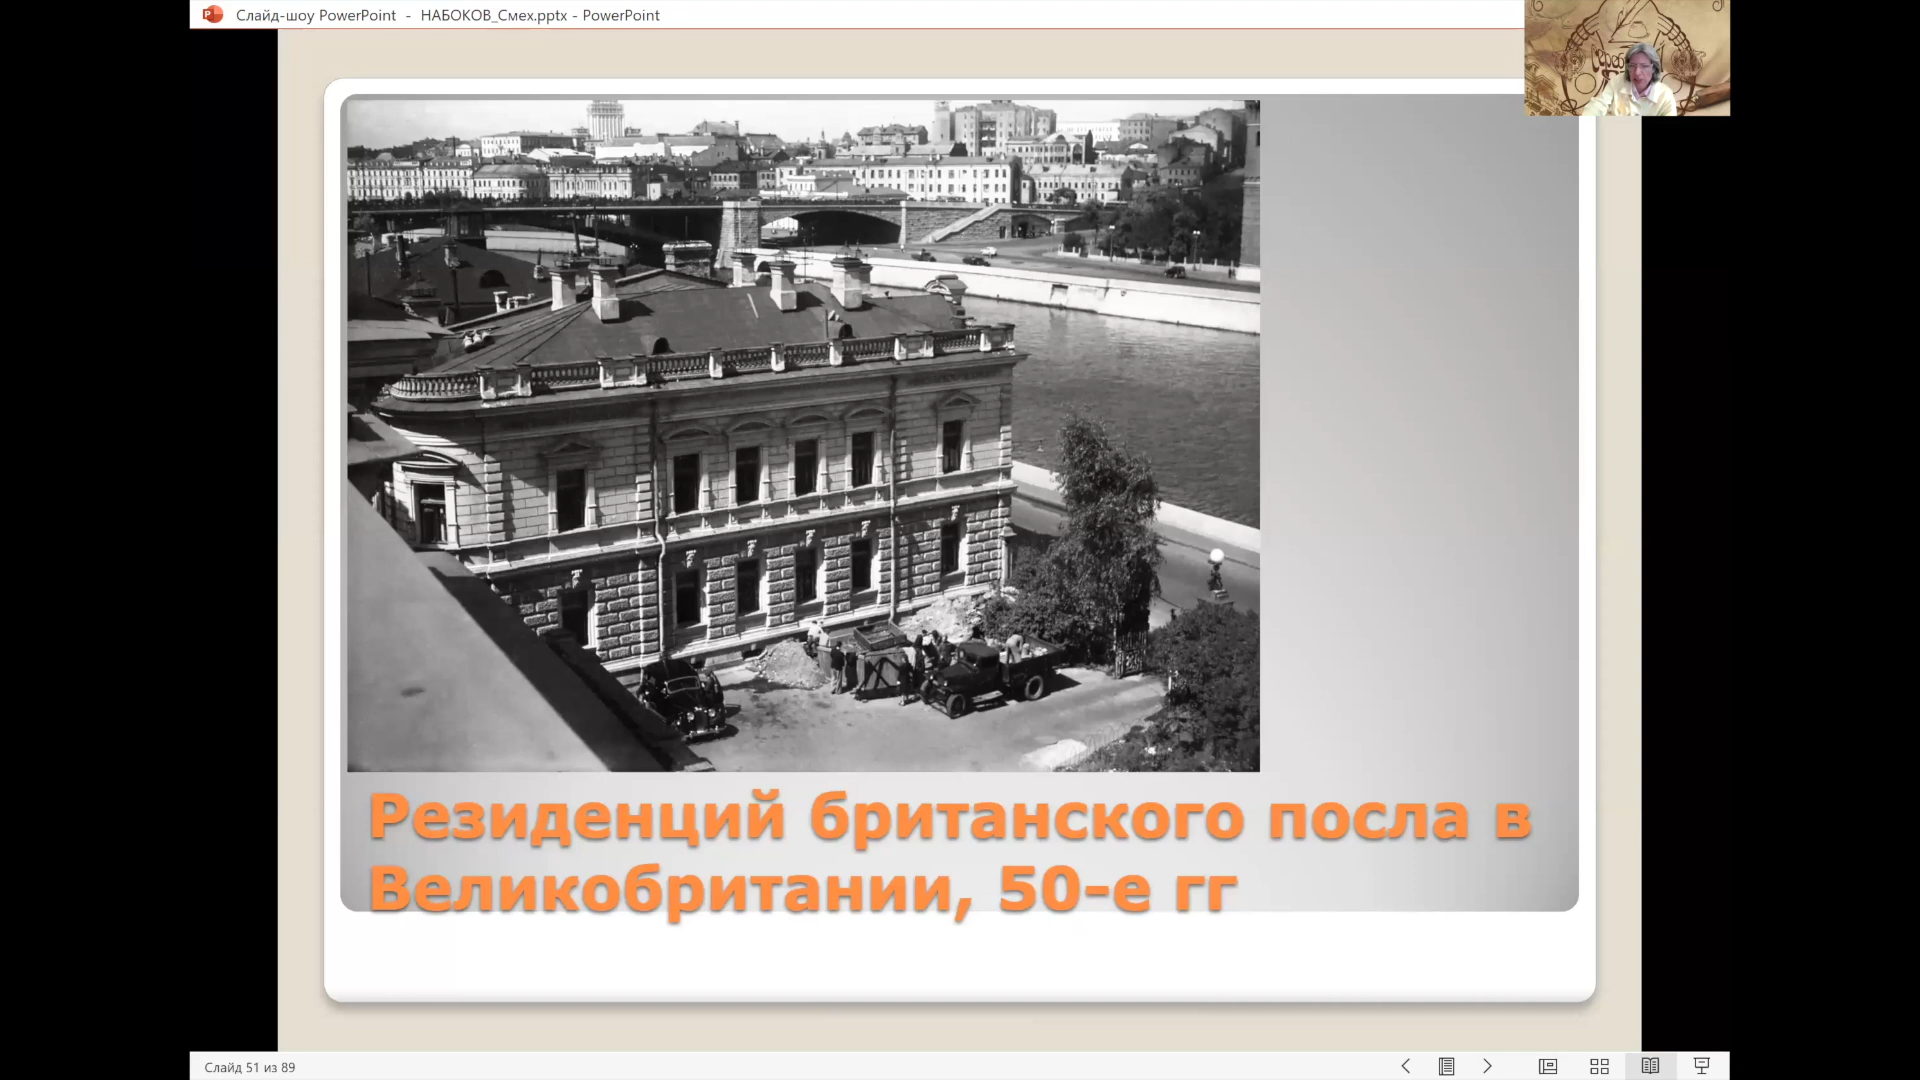 Слайд-шоу PowerPoint - НАБОКОВ_Смех.pptx - PowerPoint
Резиденций британского посла в
Великобритании, 50-е гг
Слайд 51 из 89